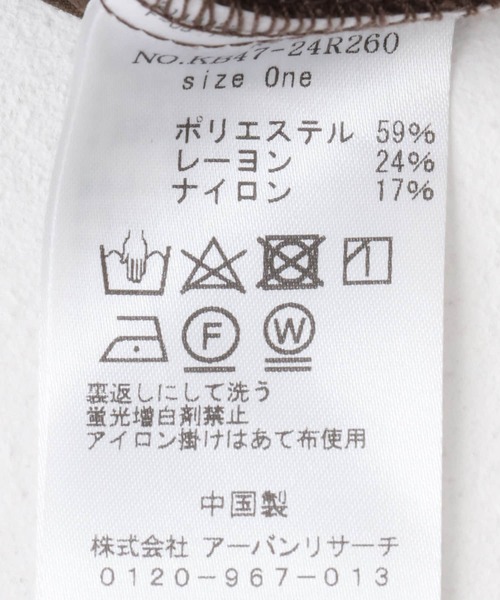 NO.KB47-24R260
size One
ポリエステル 59%
レーヨン 24%
ナイロン 17%
F
W
裏返しにして洗う
蛍光増白剤禁止
アイロン掛けはあて布使用
中国製
株式会社 アーバンリサーチ
0120-967-013